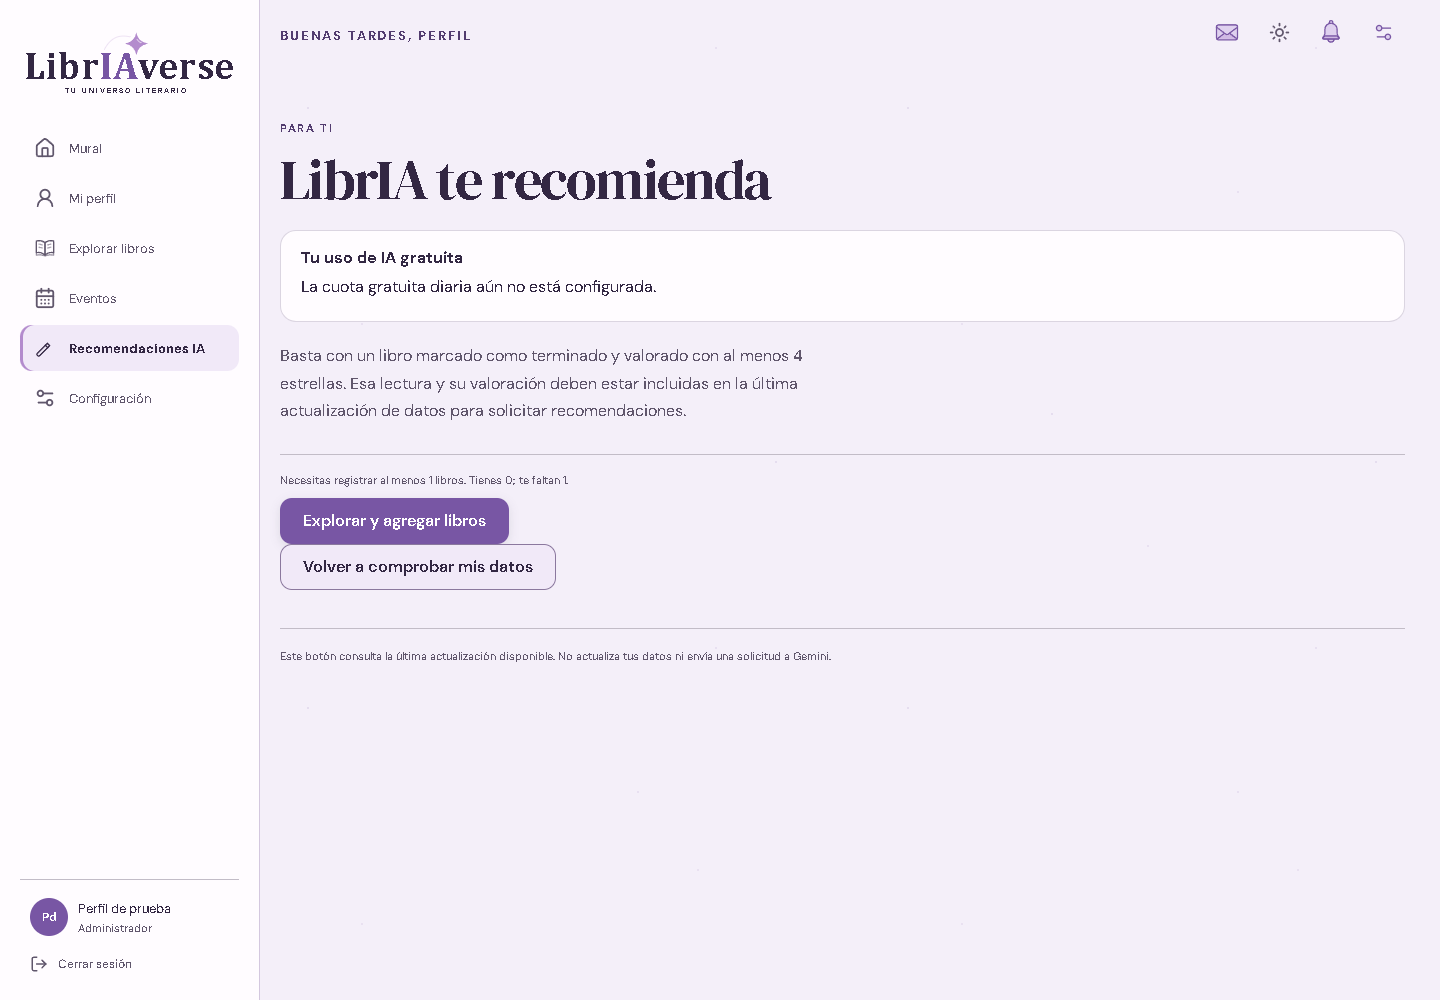 LibrIAverse
TU UNIVERSO LITERARIO
Mural
Mi perfil
Explorar libros
Eventos
Recomendaciones IA
Configuración
Pd
Perfil de prueba
Administrador
Cerrar sesión
BUENAS TARDES, PERFIL
PARA TI
LibrIA te recomienda
Tu uso de IA gratuita
La cuota gratuita diaria aún no está configurada.
Basta con un libro marcado como terminado y valorado con al menos 4
estrellas. Esa lectura y su valoración deben estar incluidas en la última
actualización de datos para solicitar recomendaciones.
Necesitas registrar al menos 1 libros. Tienes 0; te faltan 1.
Explorar y agregar libros
Volver a comprobar mis datos
Este botón consulta la última actualización disponible. No actualiza tus datos ni envía una solicitud a Gemini.